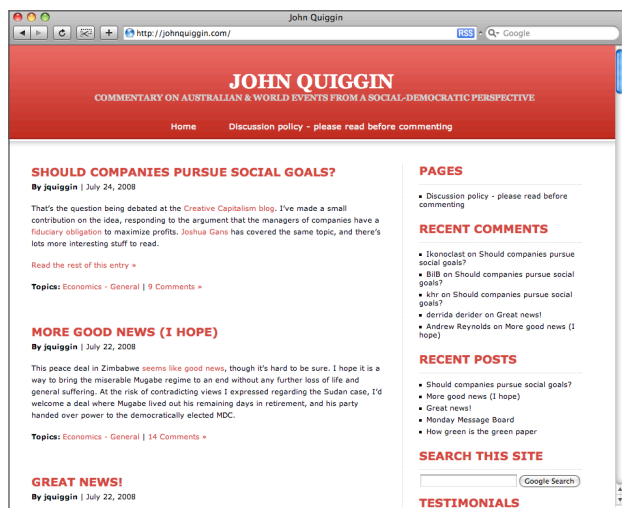 John Quiggin
http://johnquiggin.com/
RSS
Google
JOHN QUIGGIN
COMMENTARY ON AUSTRALIAN & WORLD EVENTS FROM A SOCIAL-DEMOCRATIC PERSPECTIVE
Home Discussion policy - please read before commenting
SHOULD COMPANIES PURSUE SOCIAL GOALS?
By jquiggin | July 24, 2008
That's the question being debated at the Creative Capitalism blog. I've made a small
contribution on the idea, responding to the argument that the managers of companies have a
fiduciary obligation to maximize profits. Joshua Gans has covered the same topic, and there's
lots more interesting stuff to read.
Read the rest of this entry »
Topics: Economics - General | 9 Comments »
MORE GOOD NEWS (I HOPE)
By jquiggin | July 22, 2008
This peace deal in Zimbabwe seems like good news, though it's hard to be sure. I hope it is a
way to bring the miserable Mugabe regime to an end without any further loss of life and
general suffering. At the risk of contradicting views I expressed regarding the Sudan case, I'd
welcome a deal where Mugabe lived out his remaining days in retirement, and his party
handed over power to the democratically elected MDC.
Topics: Economics - General | 14 Comments »
GREAT NEWS!
By jquiggin | July 22, 2008
PAGES
Discussion policy - please read before
commenting
RECENT COMMENTS
Ikonoclast on Should companies pursue
social goals?
BilB on Should companies pursue social
goals?
khr on Should companies pursue social
goals?
derrida derider on Great news!
Andrew Reynolds on More good news (I
hope)
RECENT POSTS
Should companies pursue social goals?
More good news (I hope)
Great news!
Monday Message Board
How green is the green paper
SEARCH THIS SITE
Google Search
TESTIMONIALS